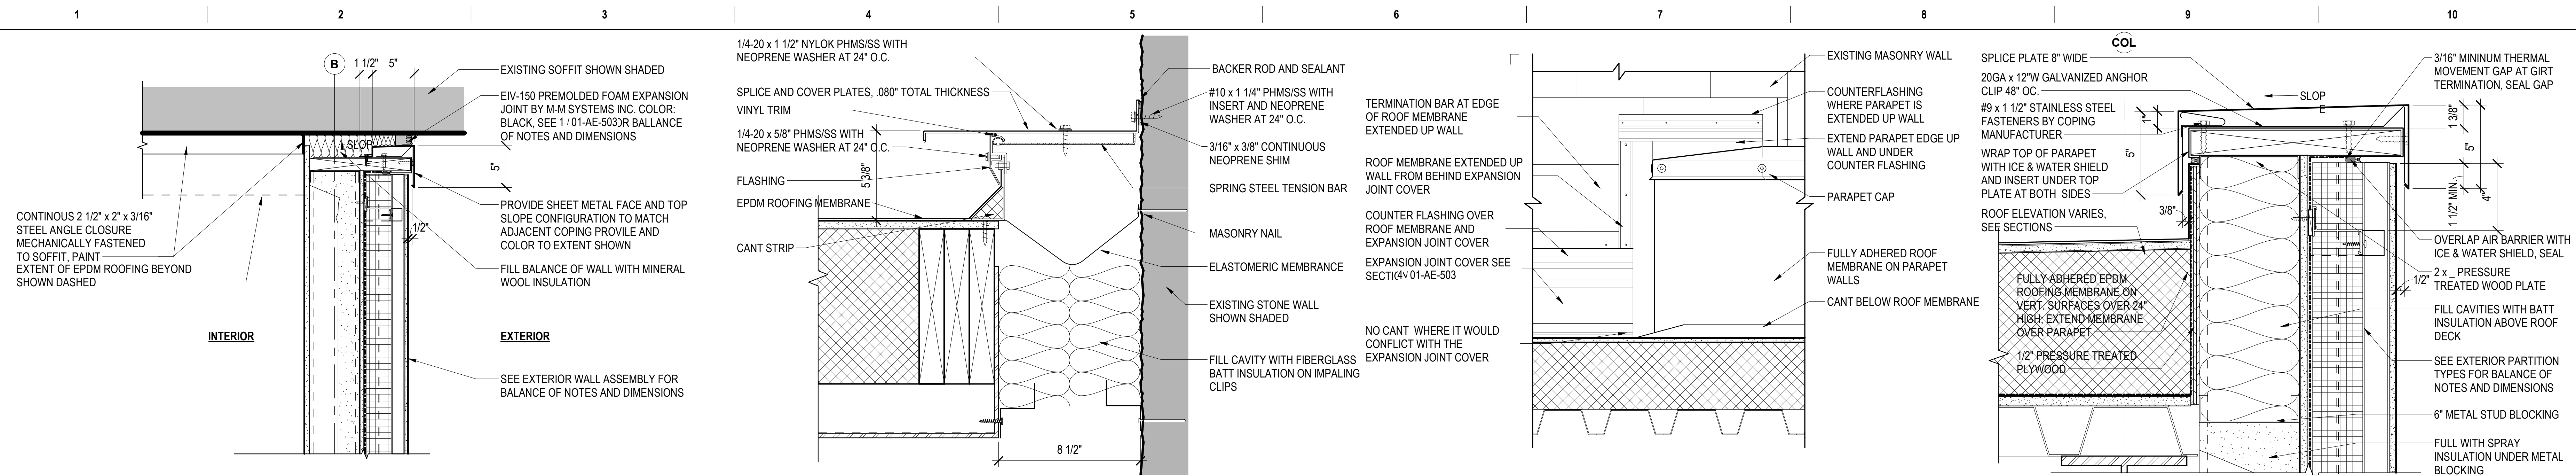 1
2
3
4
5
6
7
8
9
10
B
1 1/2"
5"
EXISTING SOFFIT SHOWN SHADED
EIV-150 PREMOLDED FOAM EXPANSION
JOINT BY M-M SYSTEMS INC. COLOR:
BLACK, SEE 1 / 01-AE-503
OF NOTES AND DIMENSIONS
SLOP
5"
PROVIDE SHEET METAL FACE AND TOP
SLOPE CONFIGURATION TO MATCH
ADJACENT COPING PROVILE AND
COLOR TO EXTENT SHOWN
1/2"
CONTINOUS 2 1/2" x 2" x 3/16"
STEEL ANGLE CLOSURE
MECHANICALLY FASTENED
TO SOFFIT, PAINT
EXTENT OF EPDM ROOFING BEYOND
SHOWN DASHED
FILL BALANCE OF WALL WITH MINERAL
WOOL INSULATION
INTERIOR
EXTERIOR
SEE EXTERIOR WALL ASSEMBLY FOR
BALANCE OF NOTES AND DIMENSIONS
1/4-20 x 1 1/2" NYLOK PHMS/SS WITH
NEOPRENE WASHER AT 24" O.C.
SPLICE AND COVER PLATES, .080" TOTAL THICKNESS
VINYL TRIM
1/4-20 x 5/8" PHMS/SS WITH
NEOPRENE WASHER AT 24" O.C.
5 3/8"
FLASHING
EPDM ROOFING MEMBRANE
CANT STRIP
8 1/2"
BACKER ROD AND SEALANT
#10 x 1 1/4" PHMS/SS WITH
INSERT AND NEOPRENE
WASHER AT 24" O.C.
3/16" x 3/8" CONTINUOUS
NEOPRENE SHIM
SPRING STEEL TENSION BAR
MASONRY NAIL
ELASTOMERIC MEMBRANCE
EXISTING STONE WALL
SHOWN SHADED
FILL CAVITY WITH FIBERGLASS
BATT INSULATION ON IMPALING
CLIPS
TERMINATION BAR AT EDGE
OF ROOF MEMBRANE
EXTENDED UP WALL
ROOF MEMBRANE EXTENDED UP
WALL FROM BEHIND EXPANSION
JOINT COVER
COUNTER FLASHING OVER
ROOF MEMBRANE AND
EXPANSION JOINT COVER
EXPANSION JOINT COVER SEE
01-AE-503
NO CANT WHERE IT WOULD
CONFLICT WITH THE
EXPANSION JOINT COVER
EXISTING MASONRY WALL
COUNTERFLASHING
WHERE PARAPET IS
EXTENDED UP WALL
EXTEND PARAPET EDGE UP
WALL AND UNDER
COUNTER FLASHING
PARAPET CAP
FULLY ADHERED ROOF
MEMBRANE ON PARAPET
WALLS
CANT BELOW ROOF MEMBRANE
COL
SPLICE PLATE 8" WIDE
20GA x 12"W GALVANIZED ANGHOR
CLIP 48" OC.
#9 x 1 1/2" STAINLESS STEEL
FASTENERS BY COPING
MANUFACTURER
WRAP TOP OF PARAPET
WITH ICE & WATER SHIELD
AND INSERT UNDER TOP
PLATE AT BOTH SIDES
ROOF ELEVATION VARIES,
SEE SECTIONS
FULLY ADHERED EPDM
ROOFING MEMBRANE ON
VERT. SURFACES OVER 24"
HIGH; EXTEND MEMBRANE
OVER PARAPET
1/2" PRESSURE TREATED
PLYWOOD
SLOP
E
1"
5"
3/8"
1 3/8"
5"
1 1/2" MIN.
4"
1/2"
3/16" MININUM THERMAL
MOVEMENT GAP AT GIRT
TERMINATION, SEAL GAP
OVERLAP AIR BARRIER WITH
ICE & WATER SHIELD, SEAL
2 x _ PRESSURE
TREATED WOOD PLATE
FILL CAVITIES WITH BATT
INSULATION ABOVE ROOF
DECK
SEE EXTERIOR PARTITION
TYPES FOR BALANCE OF
NOTES AND DIMENSIONS
6" METAL STUD BLOCKING
FULL WITH SPRAY
INSULATION UNDER METAL
BLOCKING